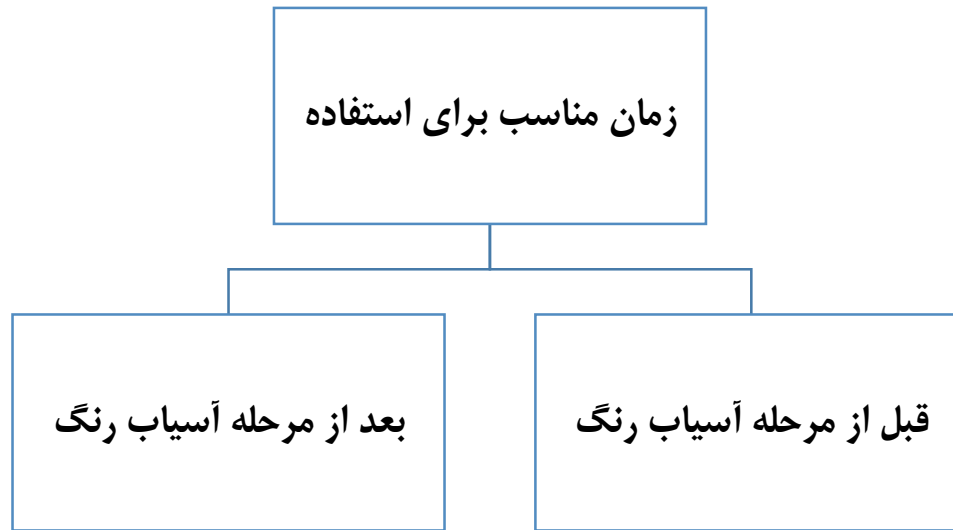 زمان مناسب برای استفاده
قبل از مرحله آسیاب رنگ
بعد از مرحله آسیاب رنگ